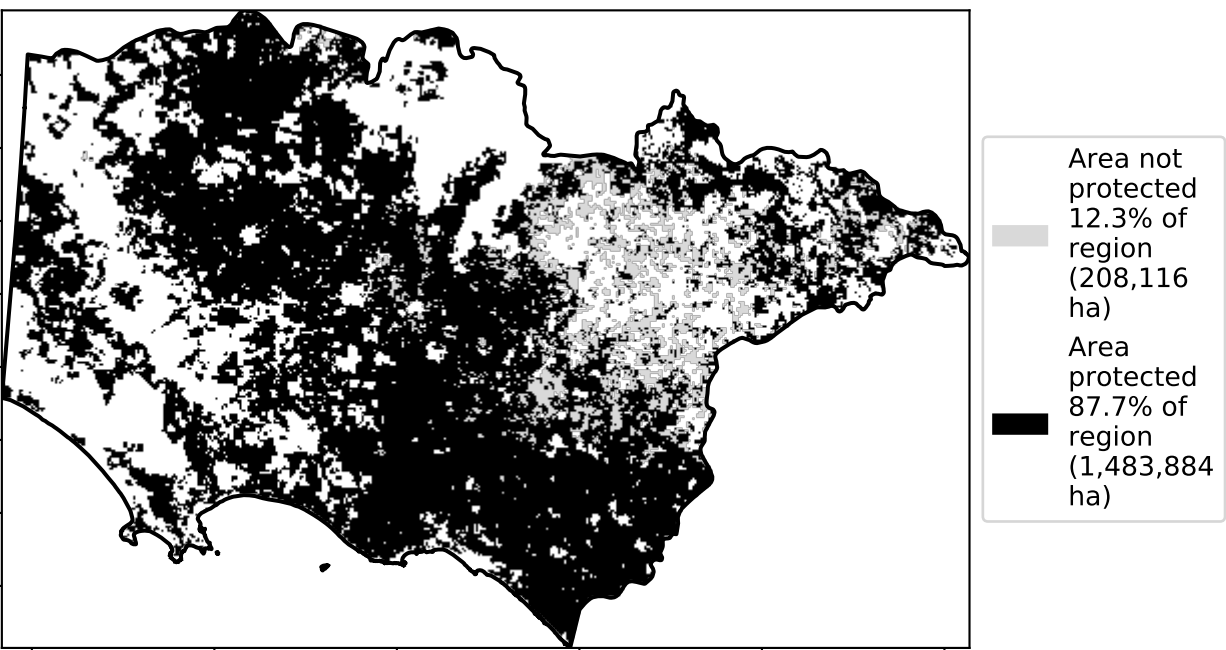 Area not
protected
12.3% of
region
(208,116
ha)
Area
protected
87.7% of
region
(1,483,884
ha)